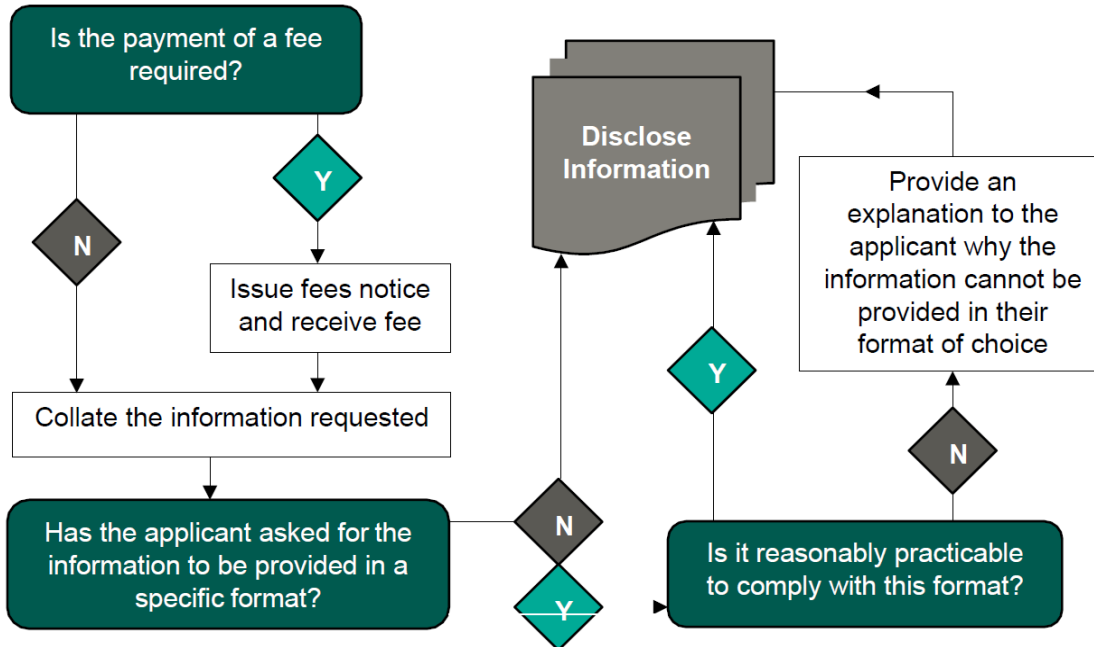 Is the payment of a fee
required?
Y
N
Issue fees notice
and receive fee
Collate the information requested
Has the applicant asked for the
information to be provided in a
specific format?
N
Y
Disclose
Information
Y
Provide an
explanation to the
applicant why the
information cannot be
provided in their
format of choice
N
Is it reasonably practicable
to comply with this format?